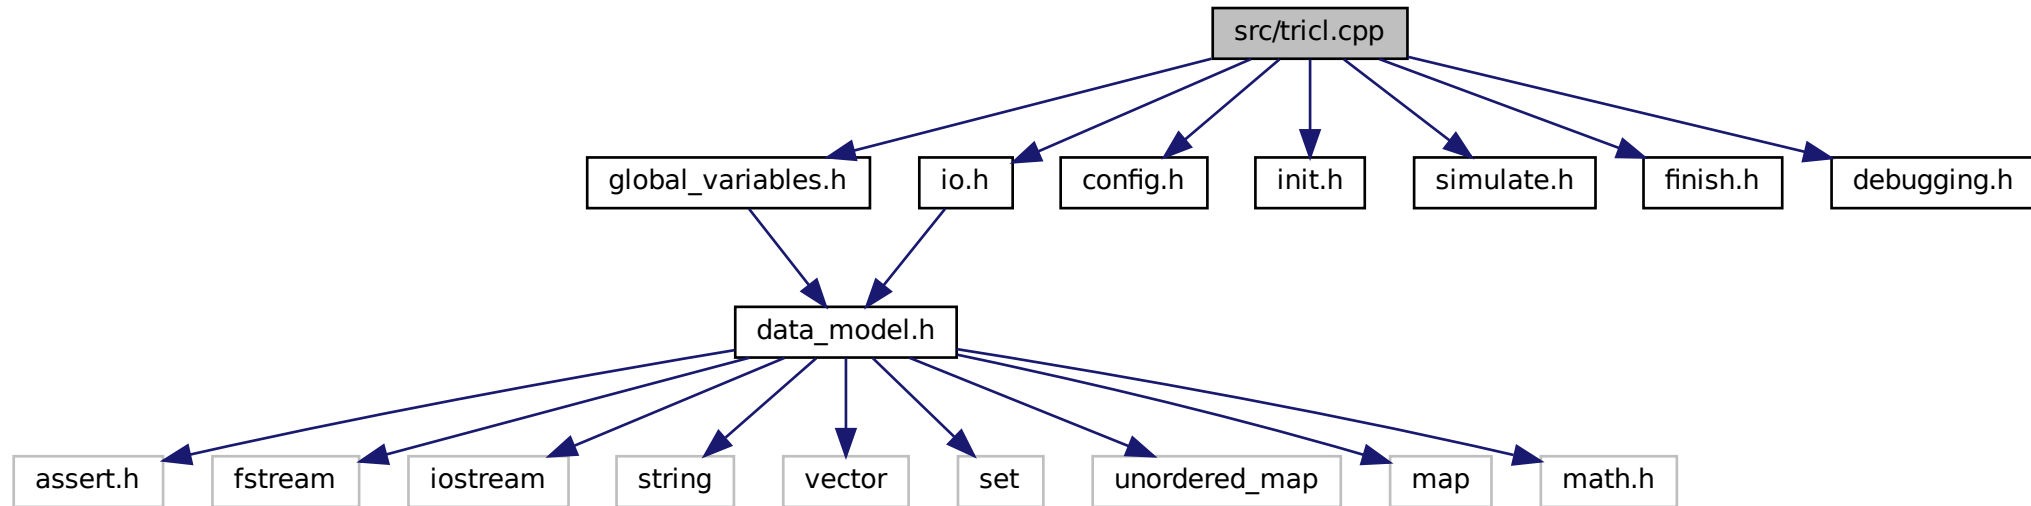 src/tricl.cpp
global_variables.h
io.h
config.h
init.h
simulate.h
finish.h
debugging.h
data_model.h
assert.h
fstream
iostream
string
vector
set
unordered_map
map
math.h